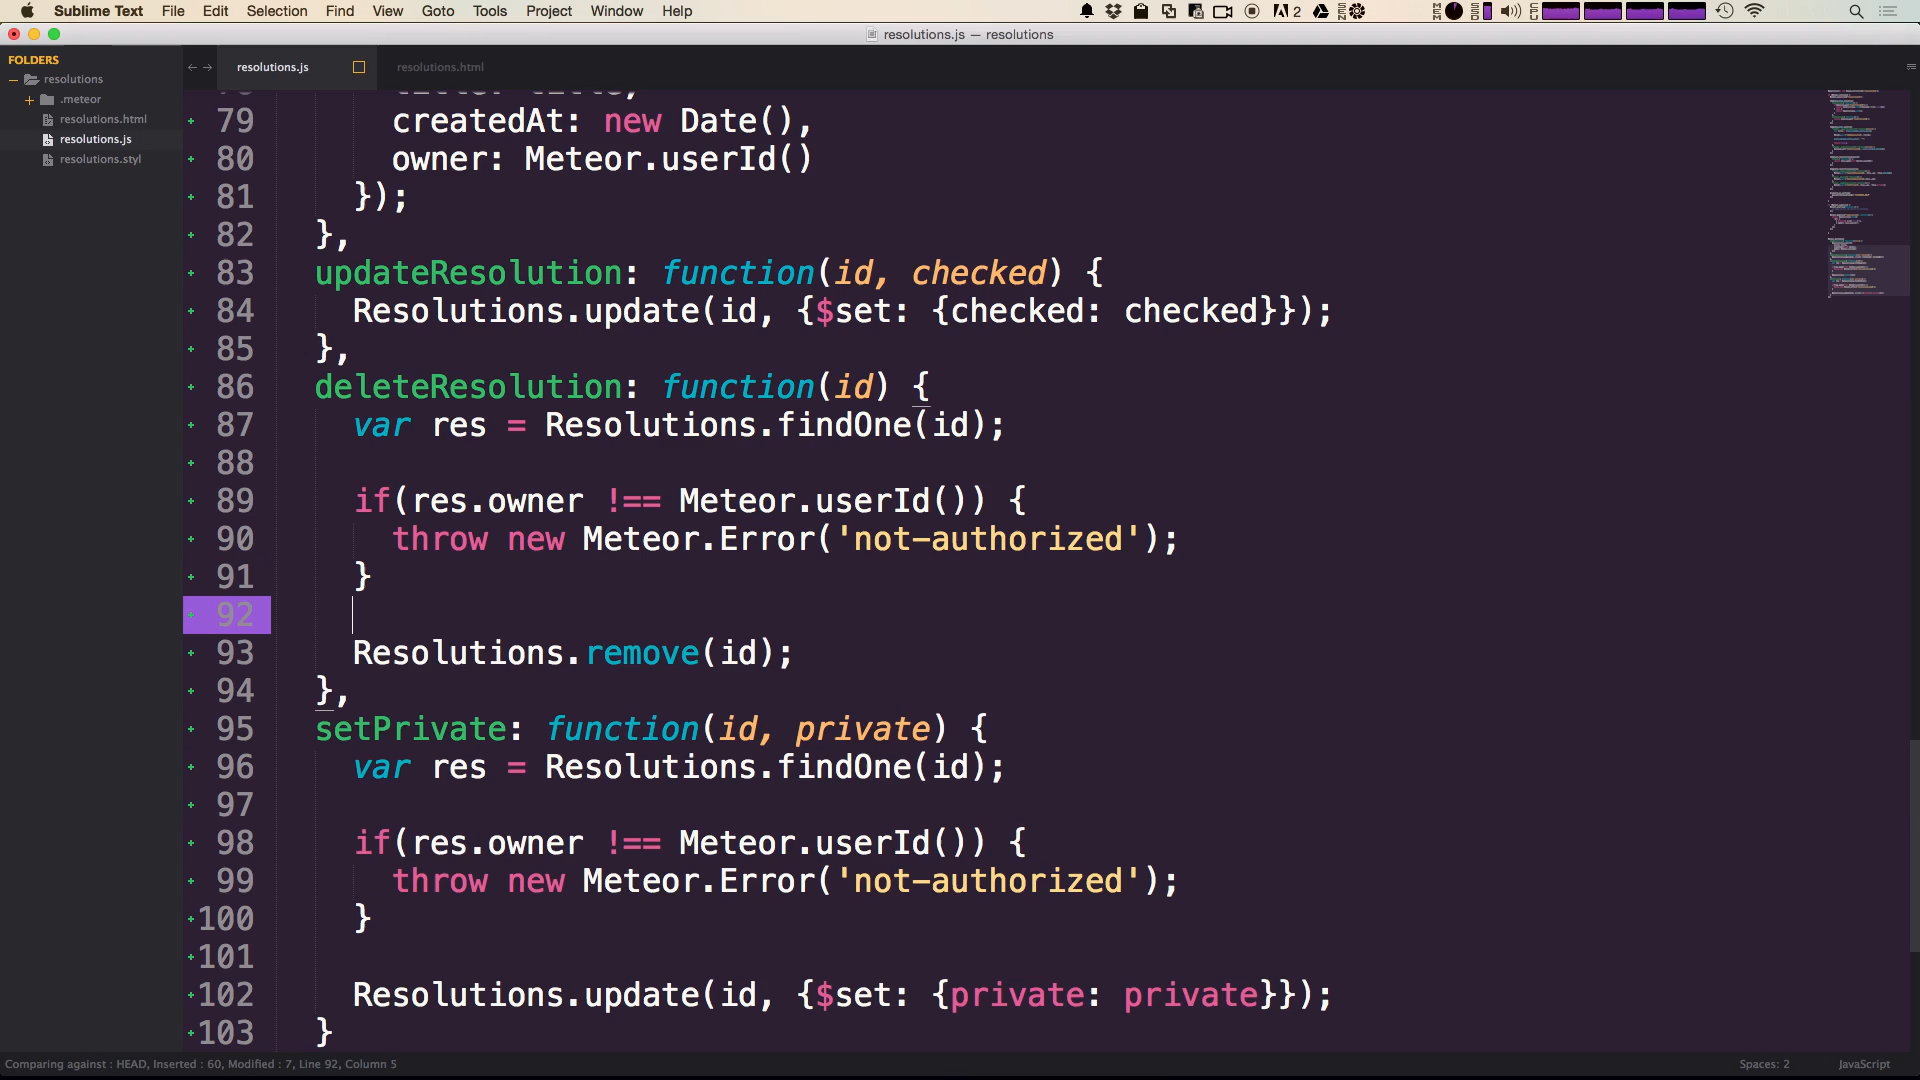 Sublime Text File Edit Selection Find View Goto Tools Project Window Help
resolutions.js — resolutions
FOLDERS
resolutions
.meteor
resolutions.html
resolutions.js
resolutions.styl
resolutions.js resolutions.html
79 createdAt: new Date(),
80 owner: Meteor.userId()
81 });
82 },
83 updateResolution: function(id, checked) {
84 Resolutions.update(id, {$set: {checked: checked}});
85 },
86 deleteResolution: function(id) {
87 var res = Resolutions.findOne(id);
88
89 if(res.owner !== Meteor.userId()) {
90 throw new Meteor.Error('not-authorized');
91 }
92
93 Resolutions.remove(id);
94 },
95 setPrivate: function(id, private) {
96 var res = Resolutions.findOne(id);
97
98 if(res.owner !== Meteor.userId()) {
99 throw new Meteor.Error('not-authorized');
100 }
101
102 Resolutions.update(id, {$set: {private: private}});
103 }
Comparing against : HEAD, Inserted : 60, Modified : 7, Line 92, Column 5
Spaces: 2 JavaScript